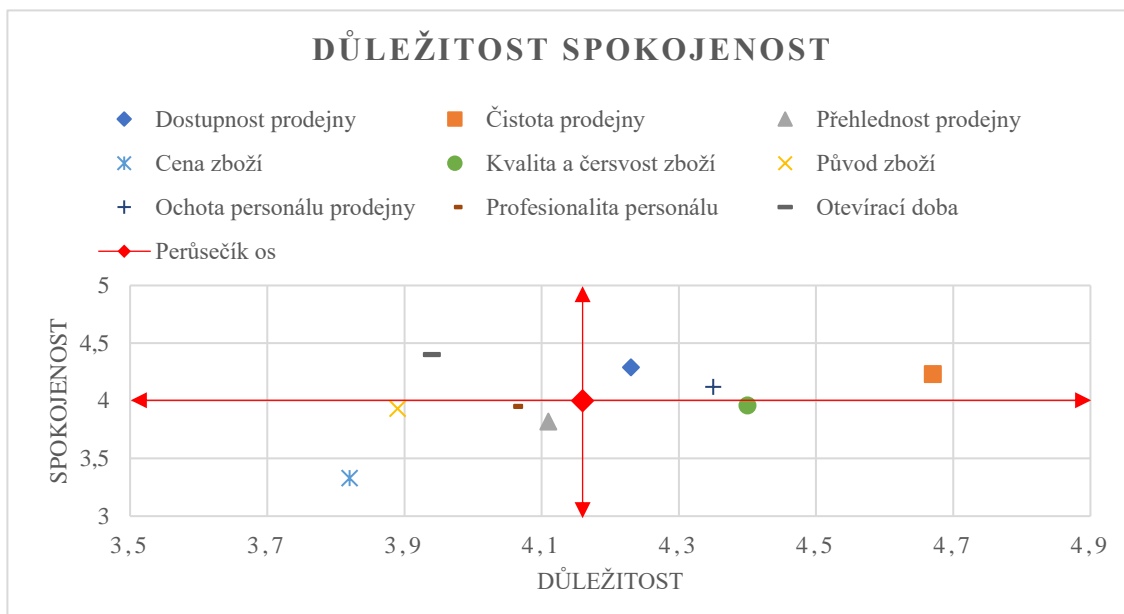 DŮLEŽITOST SPOKOJENOST
Dostupnost prodejny
Čistota prodejny
Přehlednost prodejny
Cena zboží
Kvalita a čersvost zboží
Původ zboží
Ochota personálu prodejny
Profesionalita personálu
Otevírací doba
Perůsečík os
SPOKOJENOST
5
4,5
4
3,5
3
3,5
3,7
3,9
4,1
4,3
4,5
4,7
4,9
DŮLEŽITOST